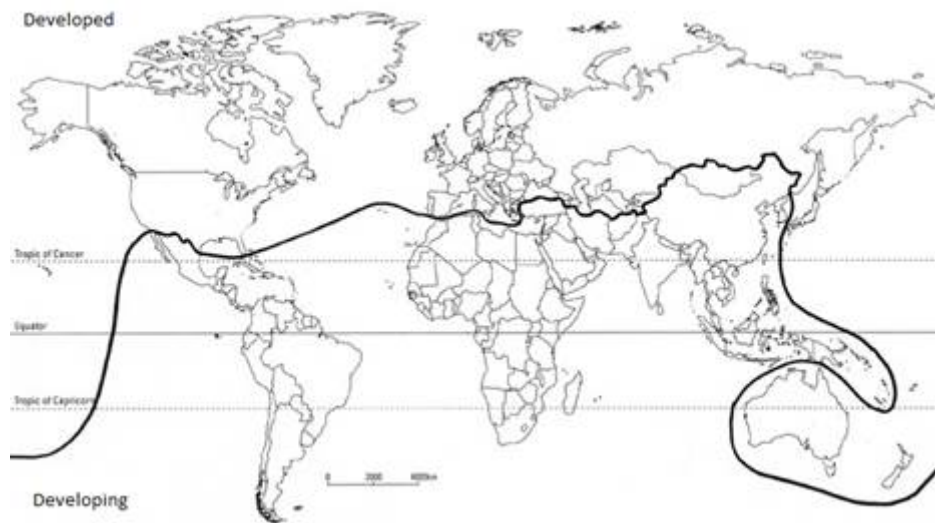 Developed
Tropic of Cancer
Equator
Tropic of Capricorn
0 2000 4000km
Developing